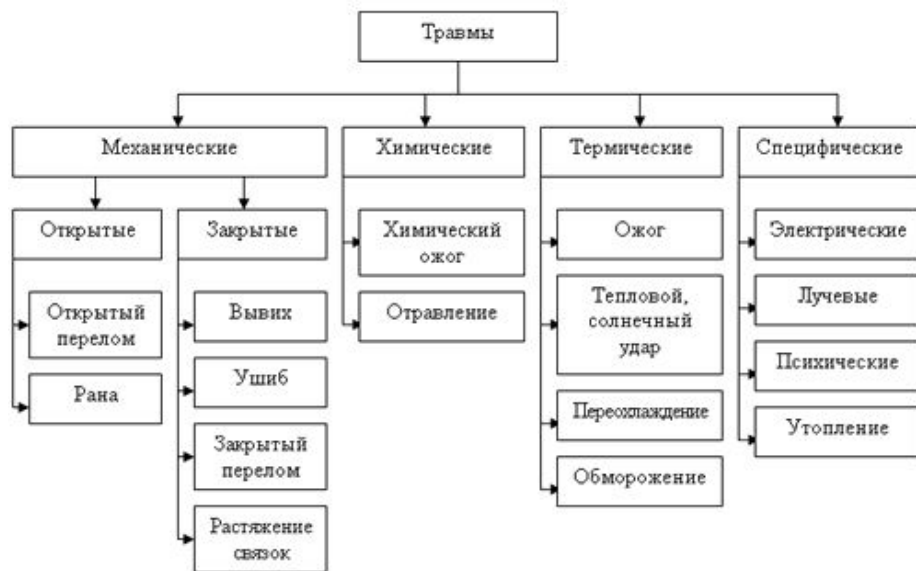 Травмы
Механические
Химические
Термические
Специфические
Открытые
Закрытые
Открытый
перелом
Рана
Вывих
Ушиб
Закрытый
перелом
Растяжение
связок
Химический
ожог
Отравление
Ожог
Тепловой,
солнечный
удар
Переохлаждение
Обморожение
Электрические
Лучевые
Психические
Утопление